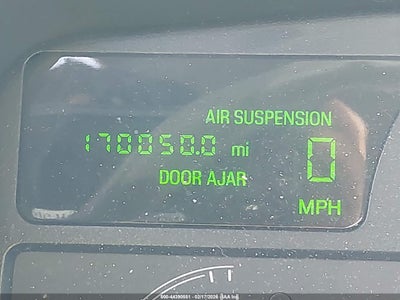 AIR SUSPENSION
170050.0 mi 0
DOOR AJAR
MPH